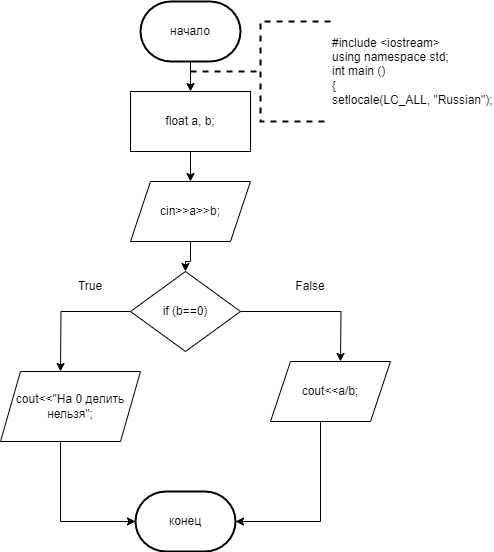 начало
#include <iostream>
using namespace std;
int main ()
{
setlocale(LC_ALL, "Russian");
float a, b;
cin>>a>>b;
True
False
if (b==0)
cout<<"На 0 делить
нельзя";
cout<<a/b;
конец